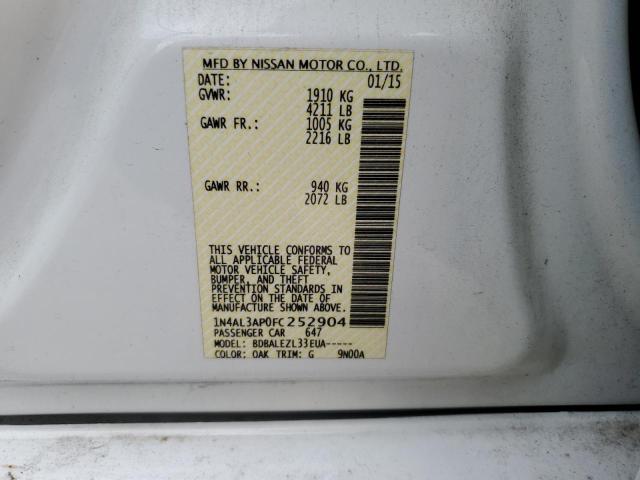 MFD BY NISSAN MOTOR CO., LTD.
DATE: 01/15
GVWR: 1910 KG
4211 LB
GAWR FR.: 1005 KG
2216 LB
GAWR RR.: 940 KG
2072 LB
THIS VEHICLE CONFORMS TO
ALL APPLICABLE FEDERAL
MOTOR VEHICLE SAFETY,
BUMPER, AND THEFT
PREVENTION STANDARDS IN
EFFECT ON THE DATE OF
MANUFACTURE SHOWN ABOVE.
1N4AL3AP0FC252904
PASSENGER CAR 647
MODEL: BDBALEZL33EUA-----
COLOR: QAK TRIM: G 9N00A